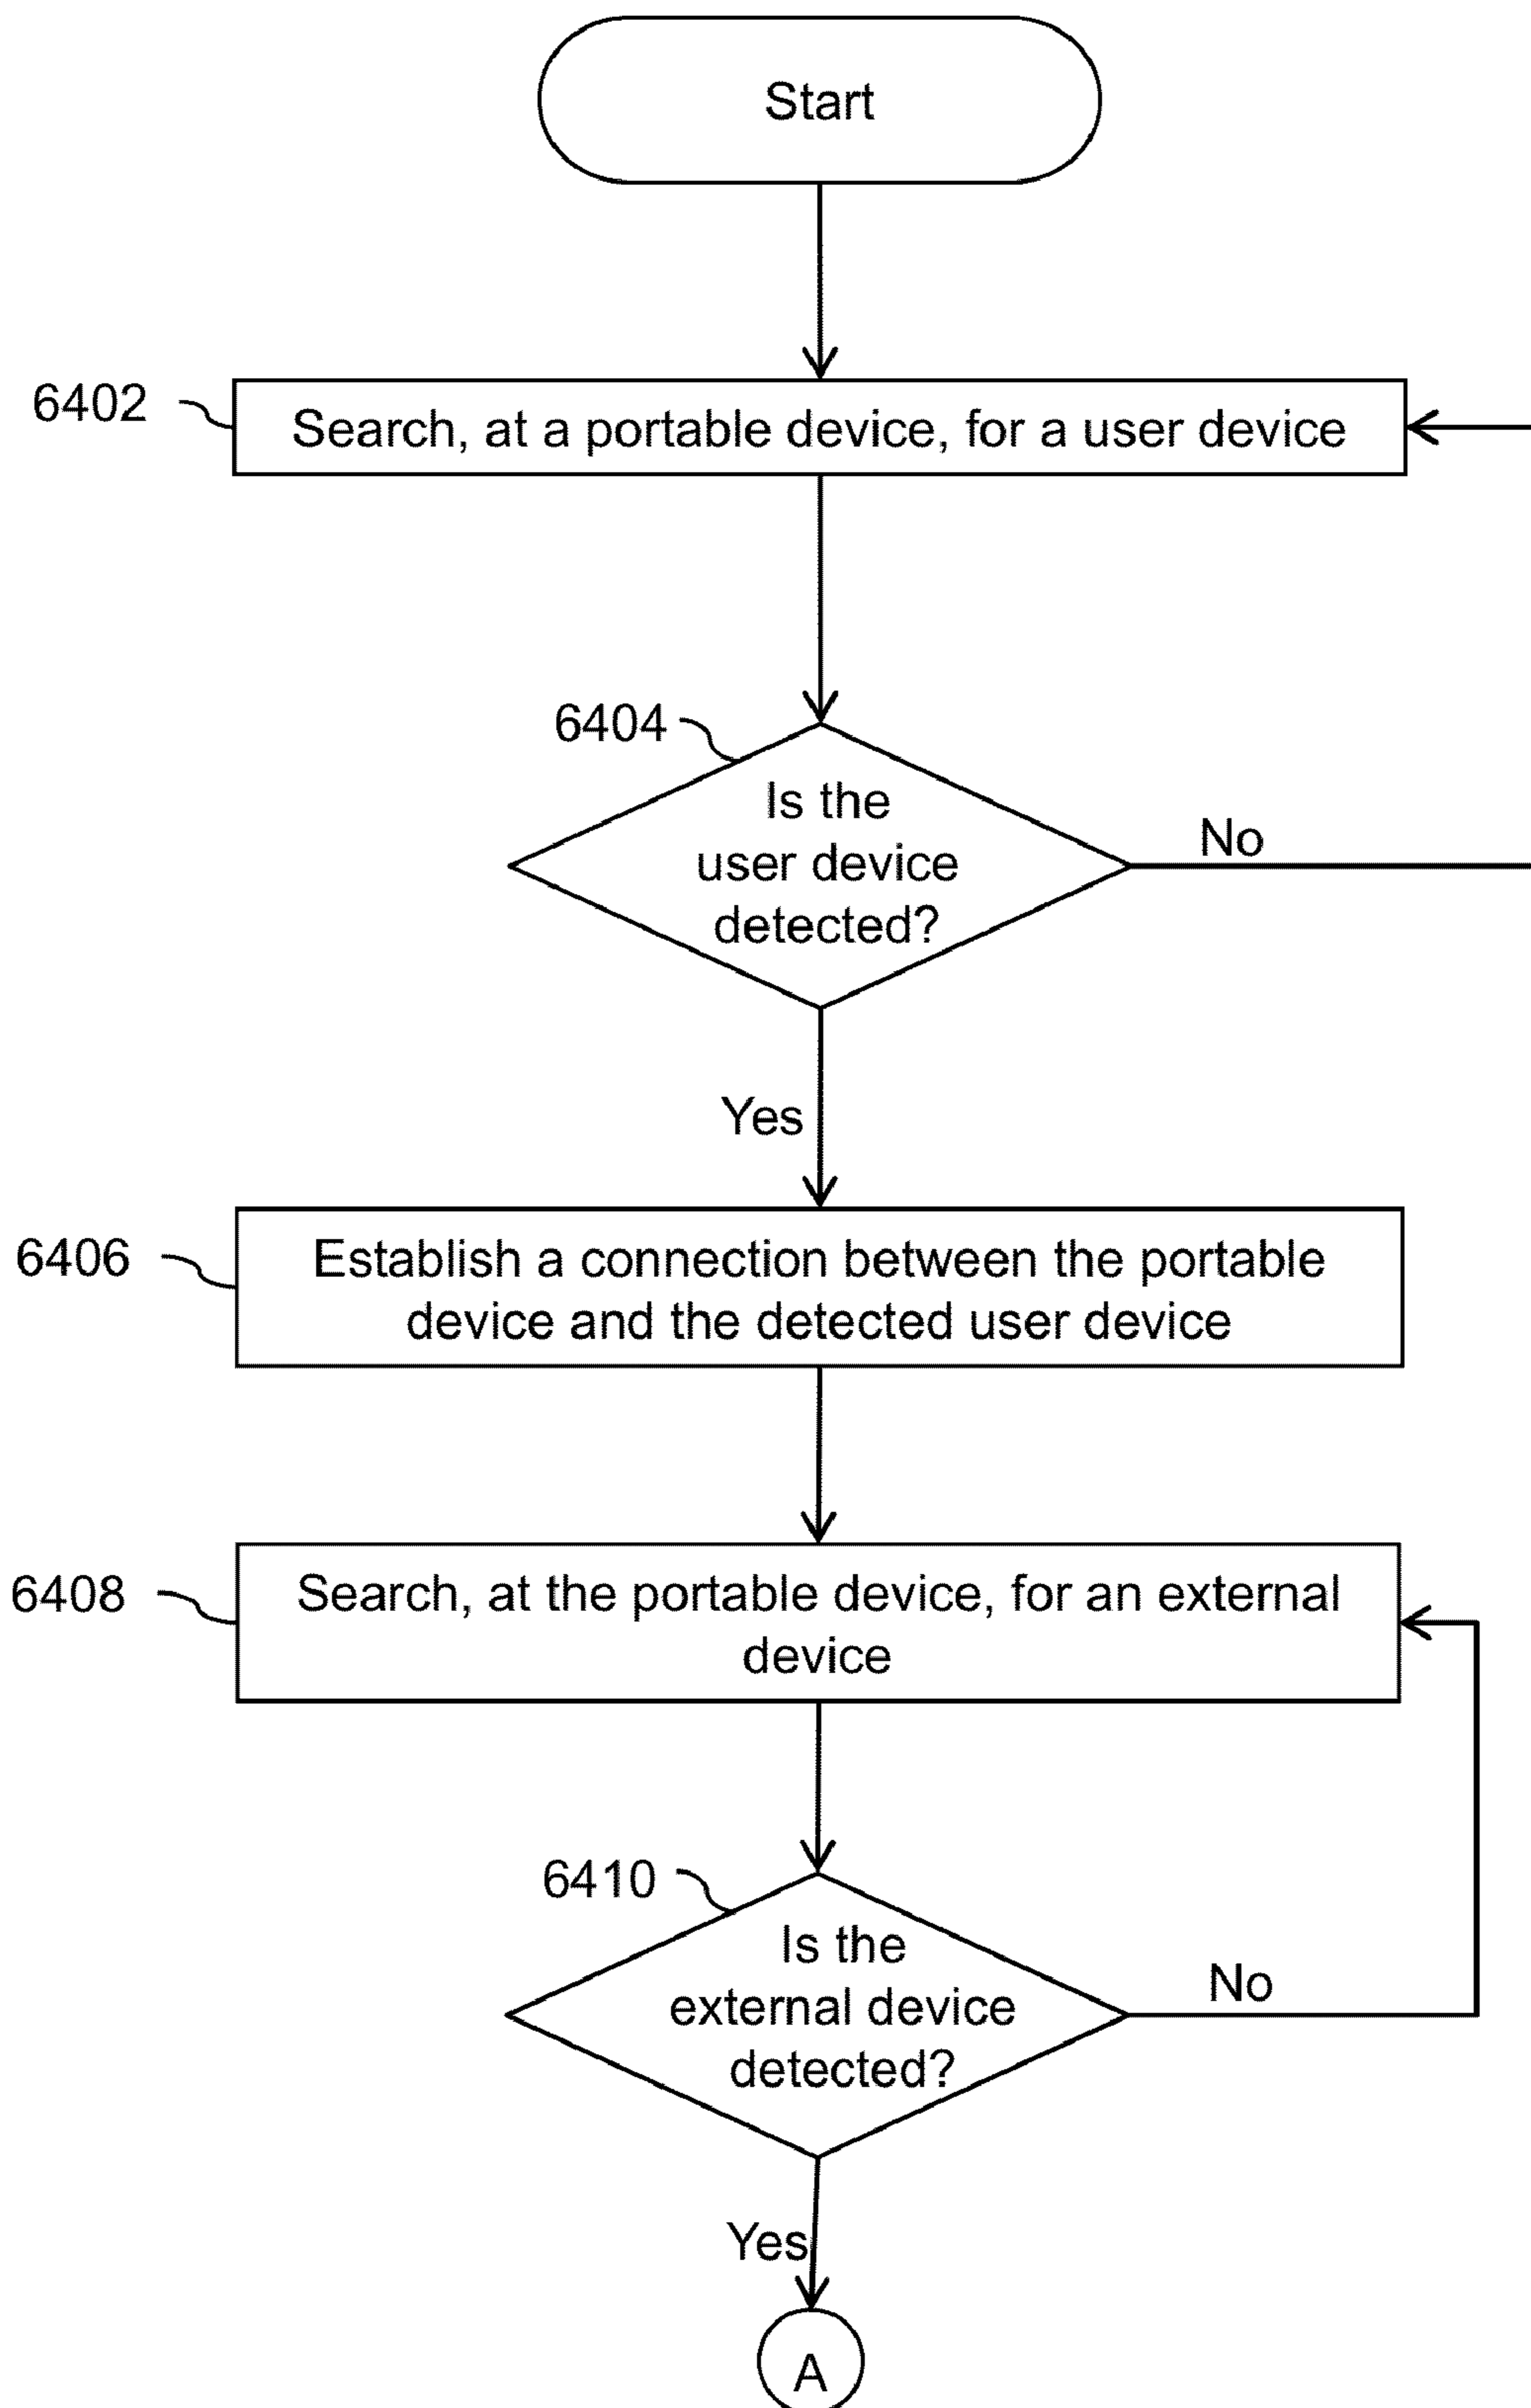 Start
6402
Search, at a portable device, for a user device
6404
Is the
user device
detected?
No
Yes
6406
Establish a connection between the portable
device and the detected user device
6408
Search, at the portable device, for an external
device
6410
Is the
external device
detected?
No
Yes
A